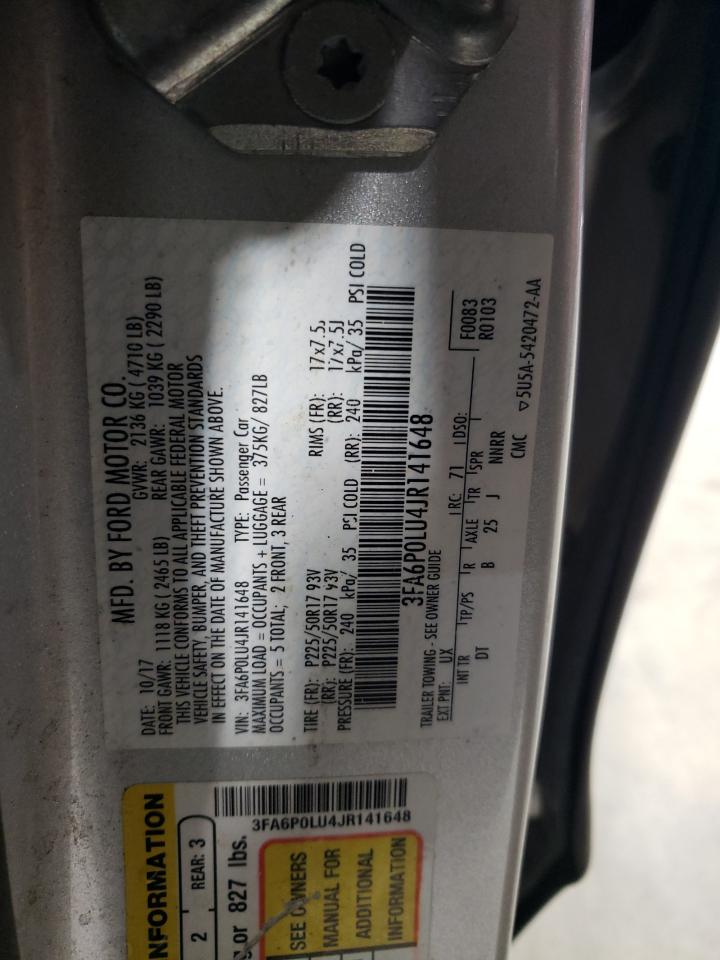 MFD. BY FORD MOTOR CO.
DATE: 10/17 GVWR: 2136 KG ( 4710 LB)
FRONT GAWR: 1118 KG (2465 LB) REAR GAWR: 1039 KG ( 2290 LB)
THIS VEHICLE CONFORMS TO ALL APPLICABLE FEDERAL MOTOR
VEHICLE SAFETY, BUMPER, AND THEFT PREVENTION STANDARDS
IN EFFECT ON THE DATE OF MANUFACTURE SHOWN ABOVE.
VIN: 3FA6P0LU4JR141648 TYPE: Passenger Car
MAXIMUM LOAD = OCCUPANTS + LUGGAGE = 375KG/ 827LB
OCCUPANTS = 5 TOTAL; 2 FRONT, 3 REAR
TIRE (FR): P225/50R17 93V RIMS (FR): 17x7.5J
(RR): P225/50R17 93V (RR): 17x7.5J
PRESSURE (FR): 240 kPa/ 35 PSI COLD (RR): 240 kPa/ 35 PSI COLD
3FA6P0LU4JR141648
TRAILER TOWING - SEE OWNER GUIDE
EXT PNT: UX RC: 71 DSO: F0083
R0103
INT TR TP/PS R AXLE TR SPR
DT B 25 J NNRR
CMC ▽5U5A-5420472-AA
3FA6P0LU4JR141648
NFORMATION
2 REAR: 3
or 827 lbs.
SEE OWNERS
MANUAL FOR
ADDITIONAL
INFORMATION